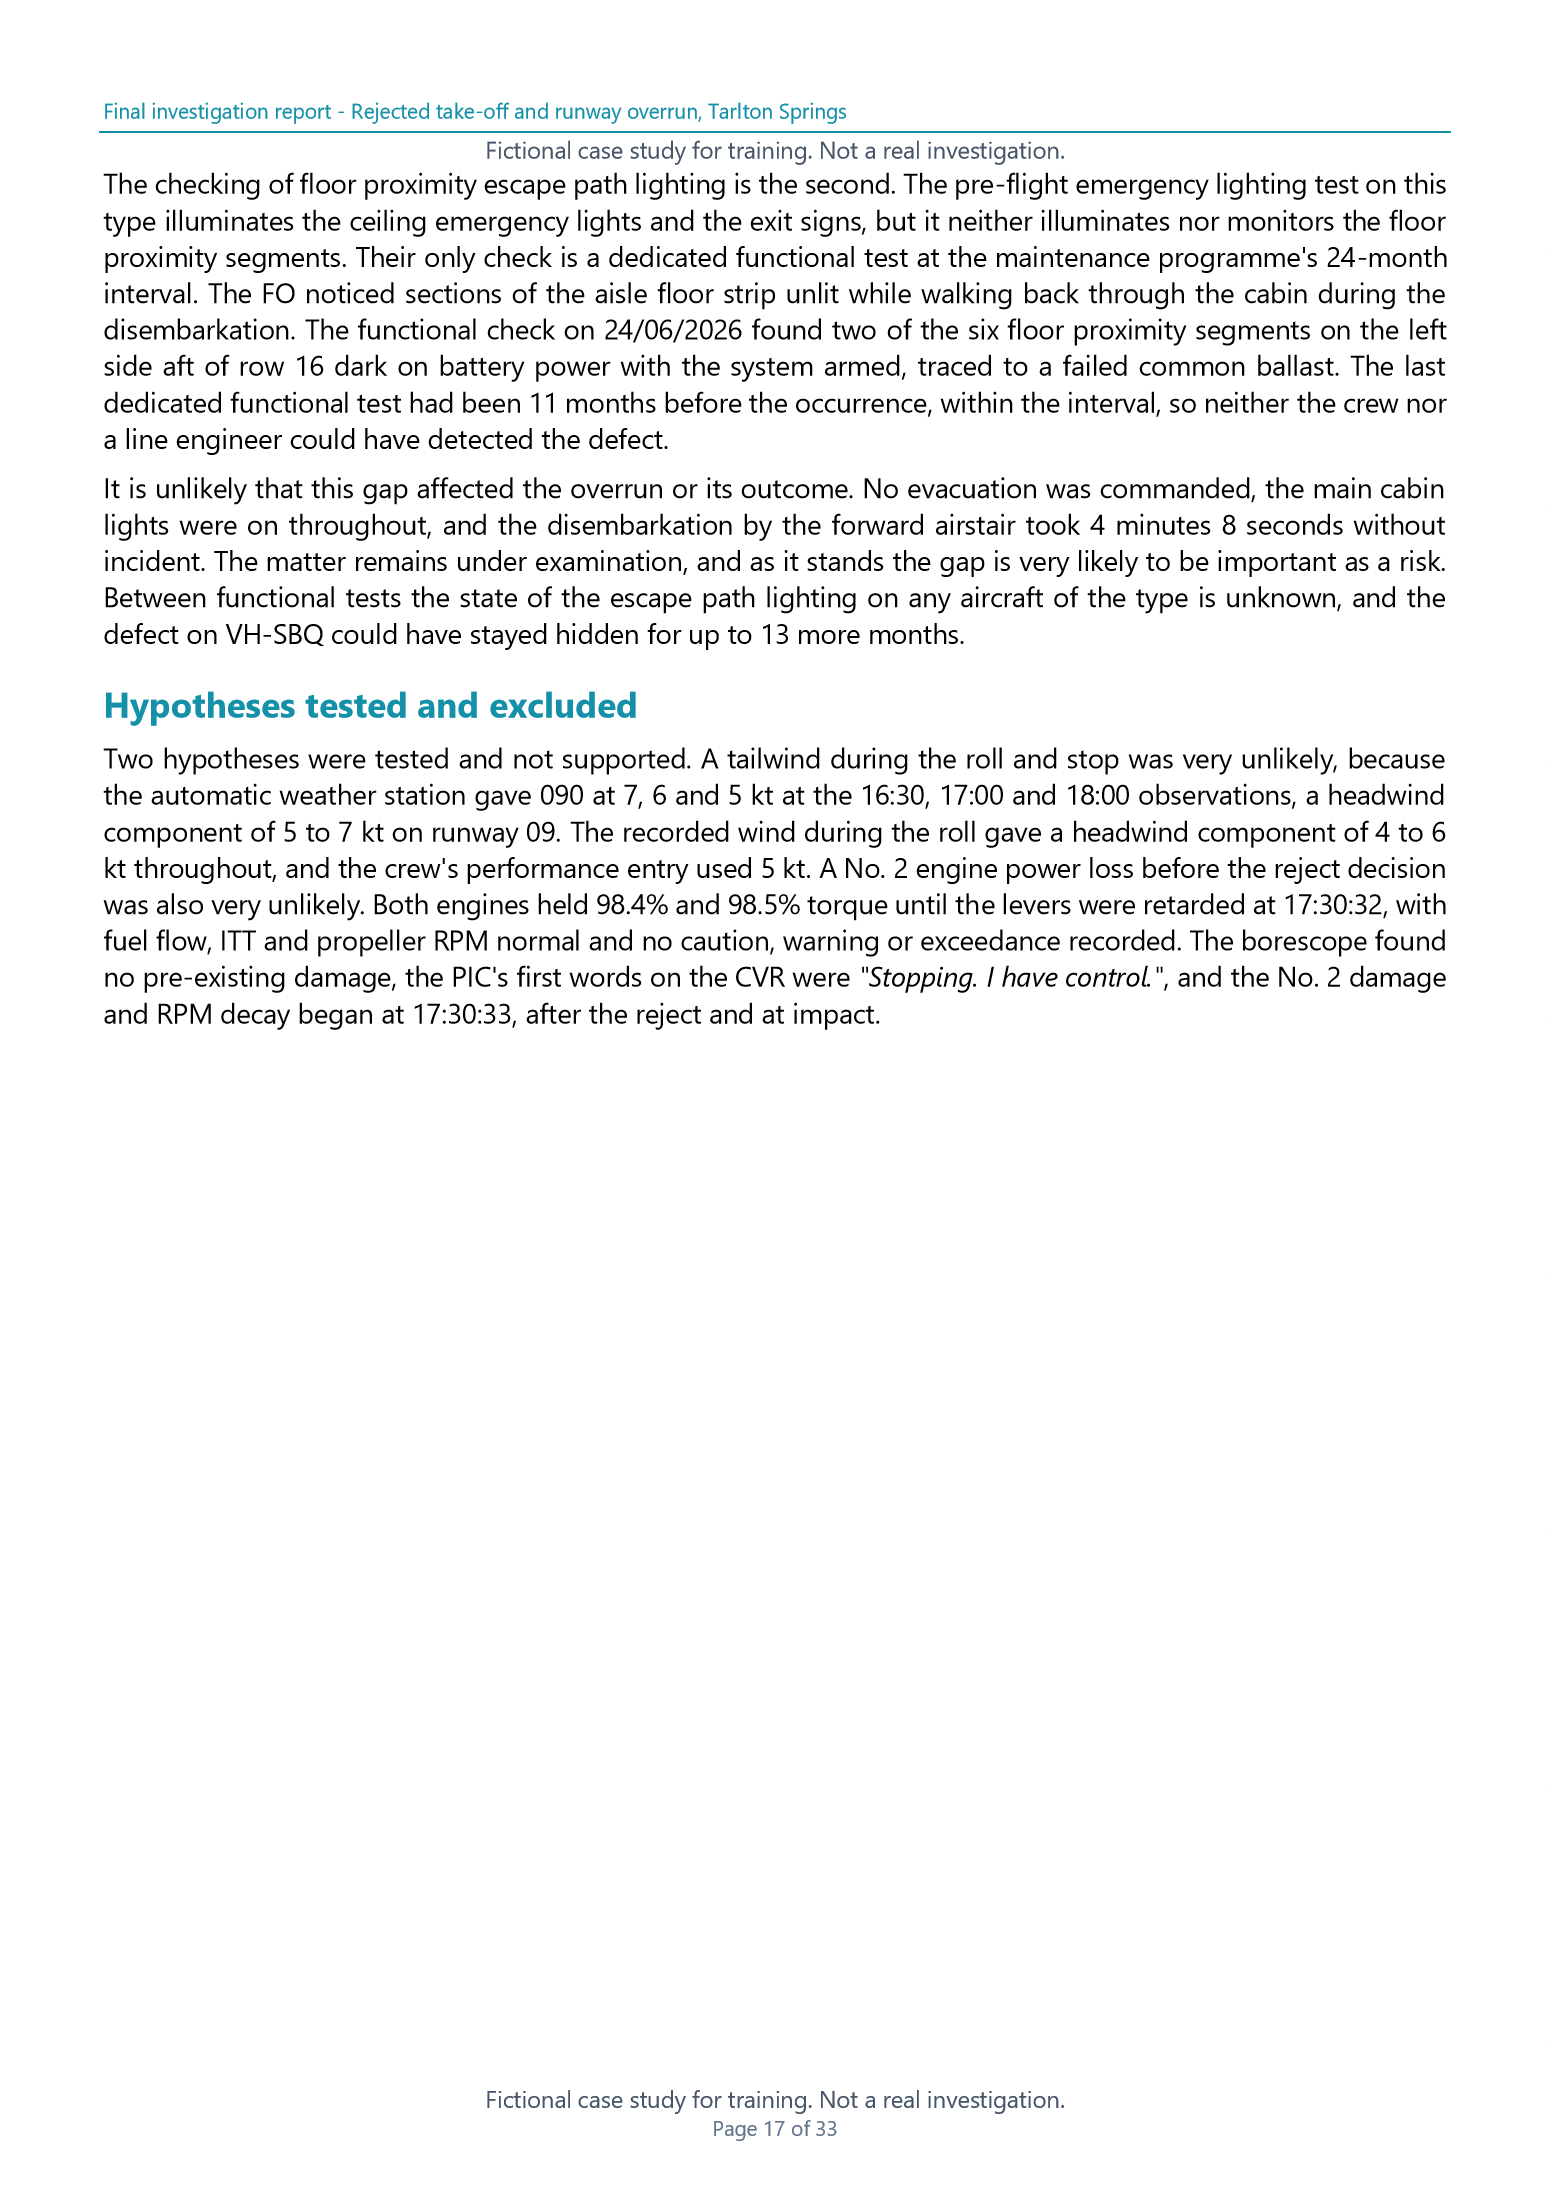 Final investigation report - Rejected take-off and runway overrun, Tarlton Springs
Fictional case study for training. Not a real investigation.
The checking of floor proximity escape path lighting is the second. The pre-flight emergency lighting test on this
type illuminates the ceiling emergency lights and the exit signs, but it neither illuminates nor monitors the floor
proximity segments. Their only check is a dedicated functional test at the maintenance programme's 24-month
interval. The FO noticed sections of the aisle floor strip unlit while walking back through the cabin during the
disembarkation. The functional check on 24/06/2026 found two of the six floor proximity segments on the left
side aft of row 16 dark on battery power with the system armed, traced to a failed common ballast. The last
dedicated functional test had been 11 months before the occurrence, within the interval, so neither the crew nor
a line engineer could have detected the defect.
It is unlikely that this gap affected the overrun or its outcome. No evacuation was commanded, the main cabin
lights were on throughout, and the disembarkation by the forward airstair took 4 minutes 8 seconds without
incident. The matter remains under examination, and as it stands the gap is very likely to be important as a risk.
Between functional tests the state of the escape path lighting on any aircraft of the type is unknown, and the
defect on VH-SBQ could have stayed hidden for up to 13 more months.
Hypotheses tested and excluded
Two hypotheses were tested and not supported. A tailwind during the roll and stop was very unlikely, because
the automatic weather station gave 090 at 7, 6 and 5 kt at the 16:30, 17:00 and 18:00 observations, a headwind
component of 5 to 7 kt on runway 09. The recorded wind during the roll gave a headwind component of 4 to 6
kt throughout, and the crew's performance entry used 5 kt. A No. 2 engine power loss before the reject decision
was also very unlikely. Both engines held 98.4% and 98.5% torque until the levers were retarded at 17:30:32, with
fuel flow, ITT and propeller RPM normal and no caution, warning or exceedance recorded. The borescope found
no pre-existing damage, the PIC's first words on the CVR were "Stopping. I have control.", and the No. 2 damage
and RPM decay began at 17:30:33, after the reject and at impact.
Fictional case study for training. Not a real investigation.
Page 17 of 33